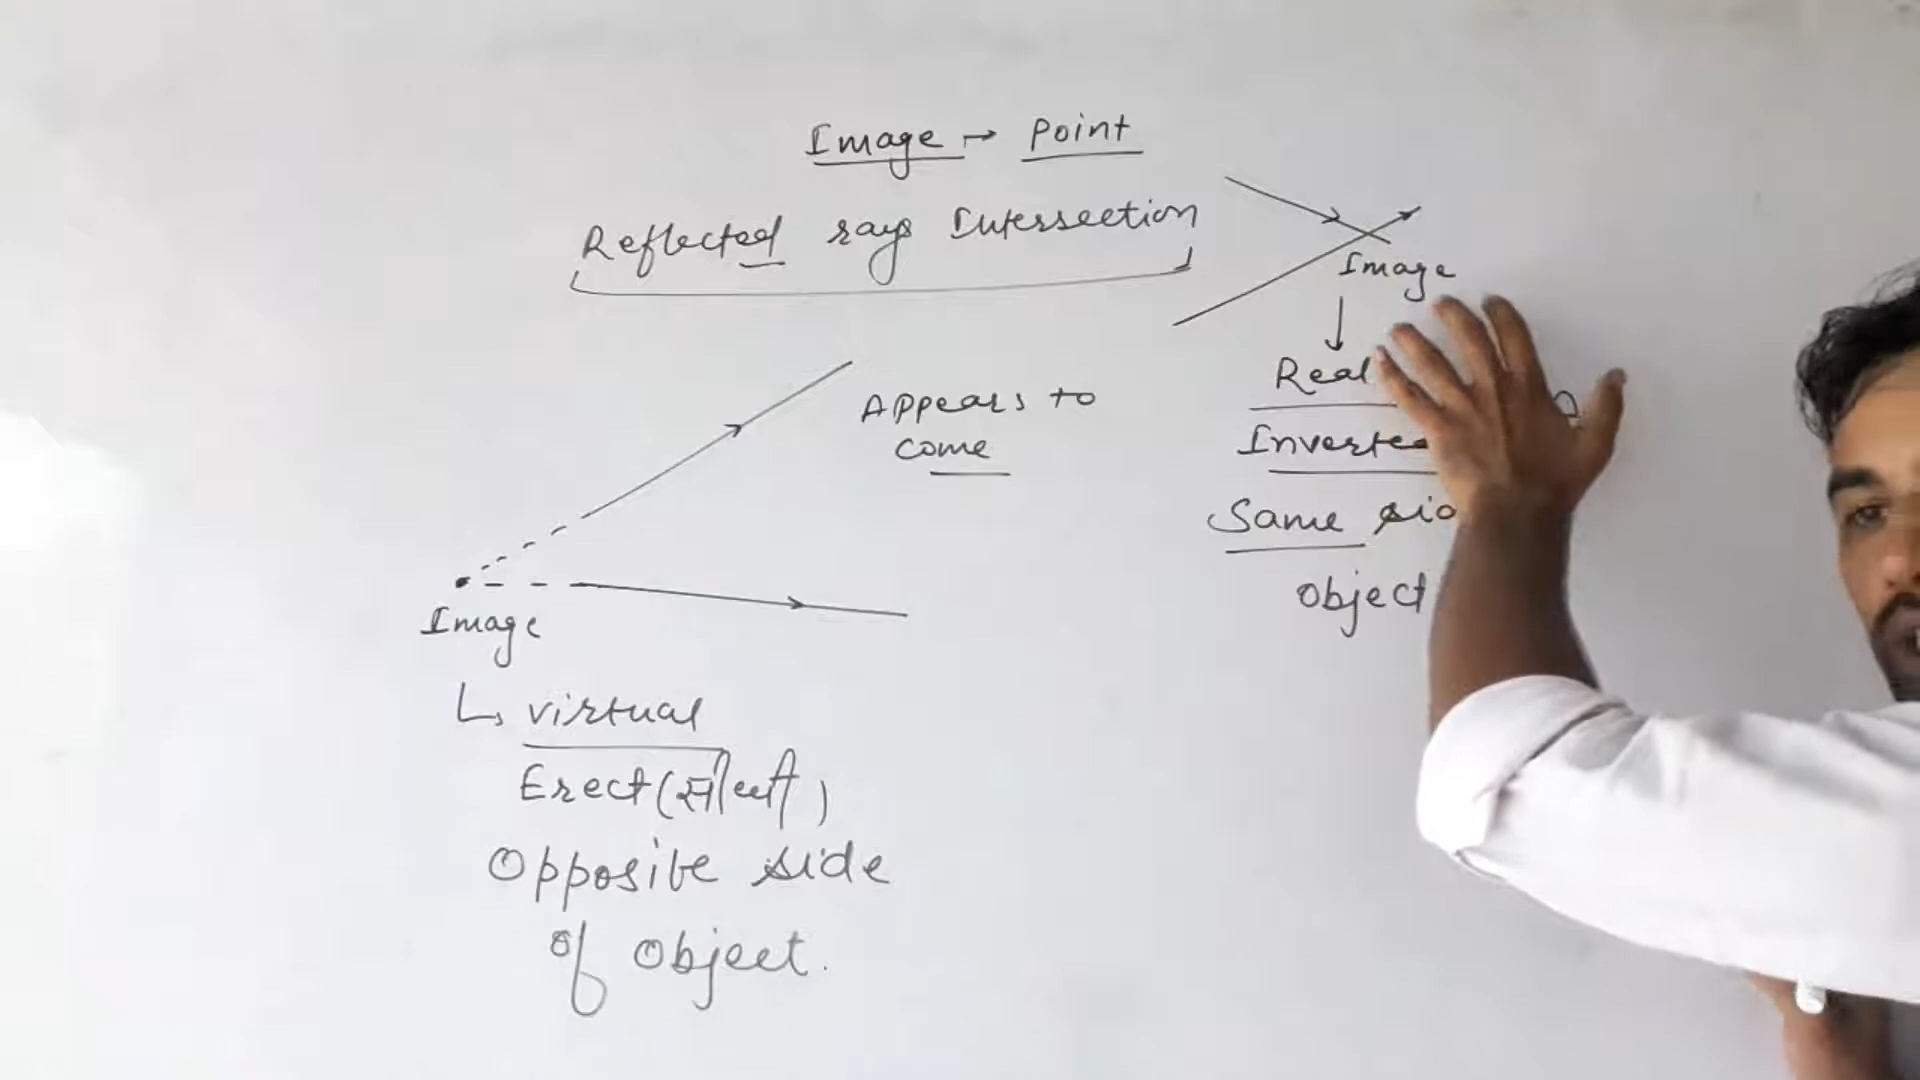 Image → Point
Reflected rays Intersection
Image
Real
Appears to
come
Same
object
Image
↳ virtual
Erect (
Opposite side
of object.